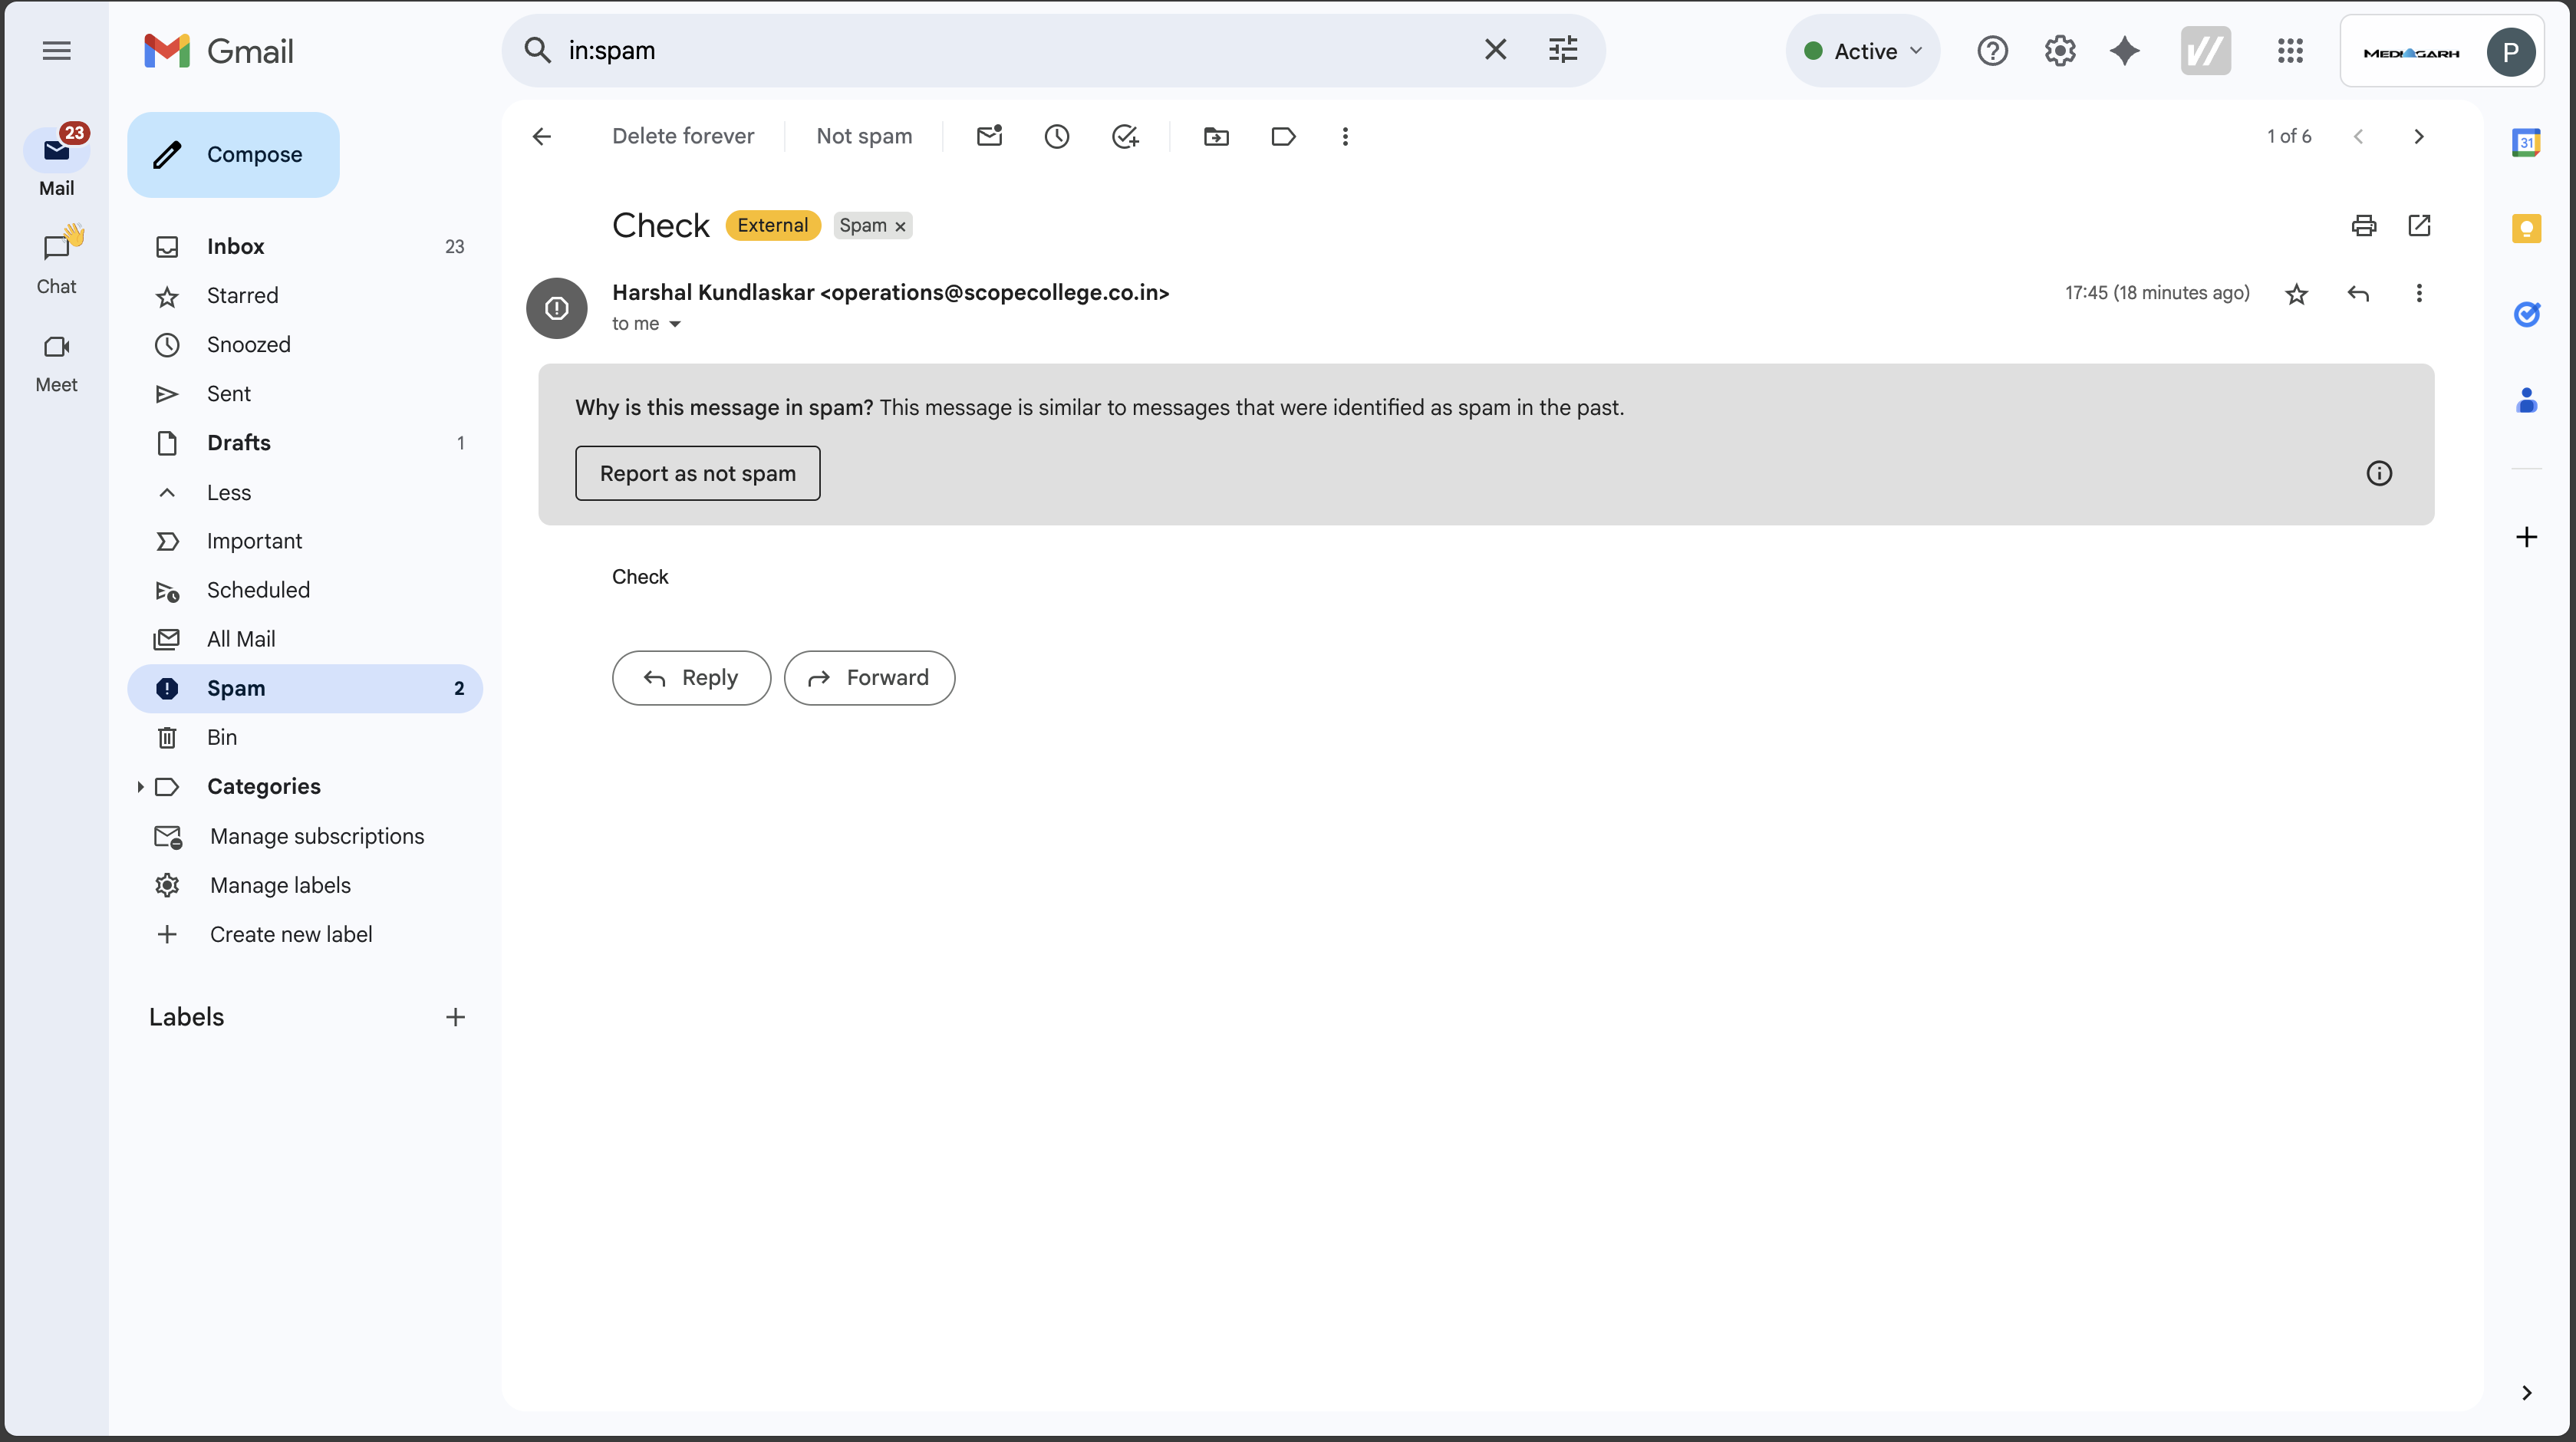 Gmail
in:spam
Active
MEDIAGARH
P
23
Mail
Chat
Meet
Compose
Inbox 23
Starred
Snoozed
Sent
Drafts 1
Less
Important
Scheduled
All Mail
Spam 2
Bin
Categories
Manage subscriptions
Manage labels
Create new label
Labels
Delete forever
Not spam
1 of 6
Check External Spam
Harshal Kundlaskar <operations@scopecollege.co.in>
17:45 (18 minutes ago)
to me
Why is this message in spam? This message is similar to messages that were identified as spam in the past.
Report as not spam
Check
Reply
Forward
31